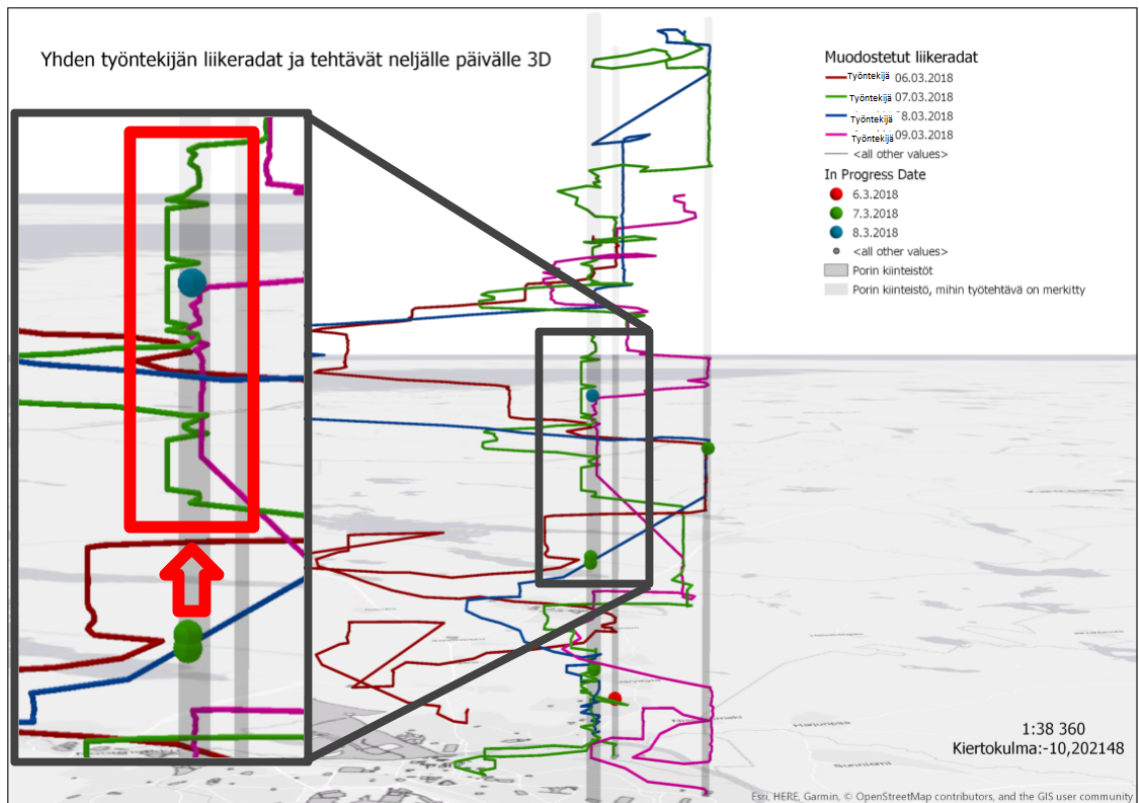 Yhden työntekijän liikeradat ja tehtävät neljälle päivälle 3D
Muodostetut liikeradat
Työntekijä 06.03.2018
Työntekijä 07.03.2018
Työntekijä 8.03.2018
Työntekijä 09.03.2018
<all other values>
In Progress Date
6.3.2018
7.3.2018
8.3.2018
<all other values>
Porin kiinteistöt
Porin kiinteistö, mihin työtehtävä on merkitty
1:38 360
Kiertokulma:-10,202148
Esri, HERE, Garmin, © OpenStreetMap contributors, and the GIS user community